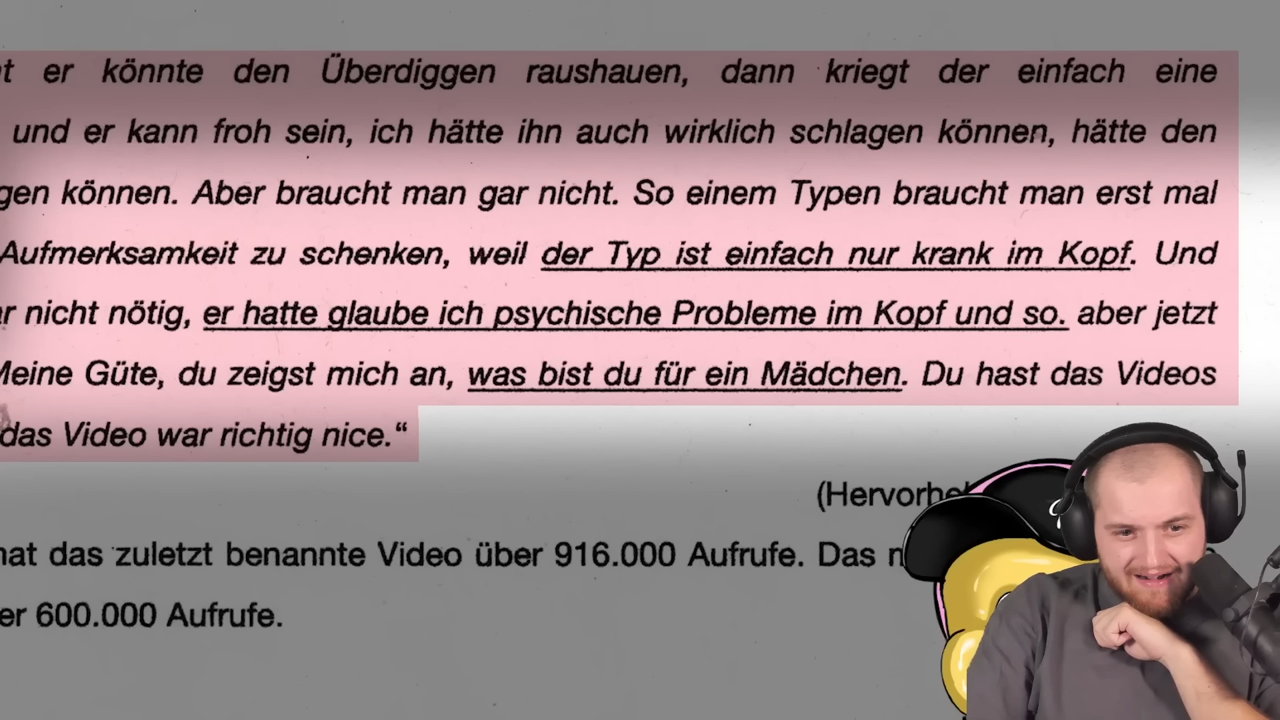 er könnte den Überdiggen raushauen, dann kriegt der einfach eine
und er kann froh sein, ich hätte ihn auch wirklich schlagen können, hätte den
können. Aber braucht man gar nicht. So einem Typen braucht man erst mal
Aufmerksamkeit zu schenken, weil der Typ ist einfach nur krank im Kopf. Und
nicht nötig, er hatte glaube ich psychische Probleme im Kopf und so. aber jetzt
Meine Güte, du zeigst mich an, was bist du für ein Mädchen. Du hast das Videos
das Video war richtig nice.“
hat das zuletzt benannte Video über 916.000 Aufrufe. Das
600.000 Aufrufe.